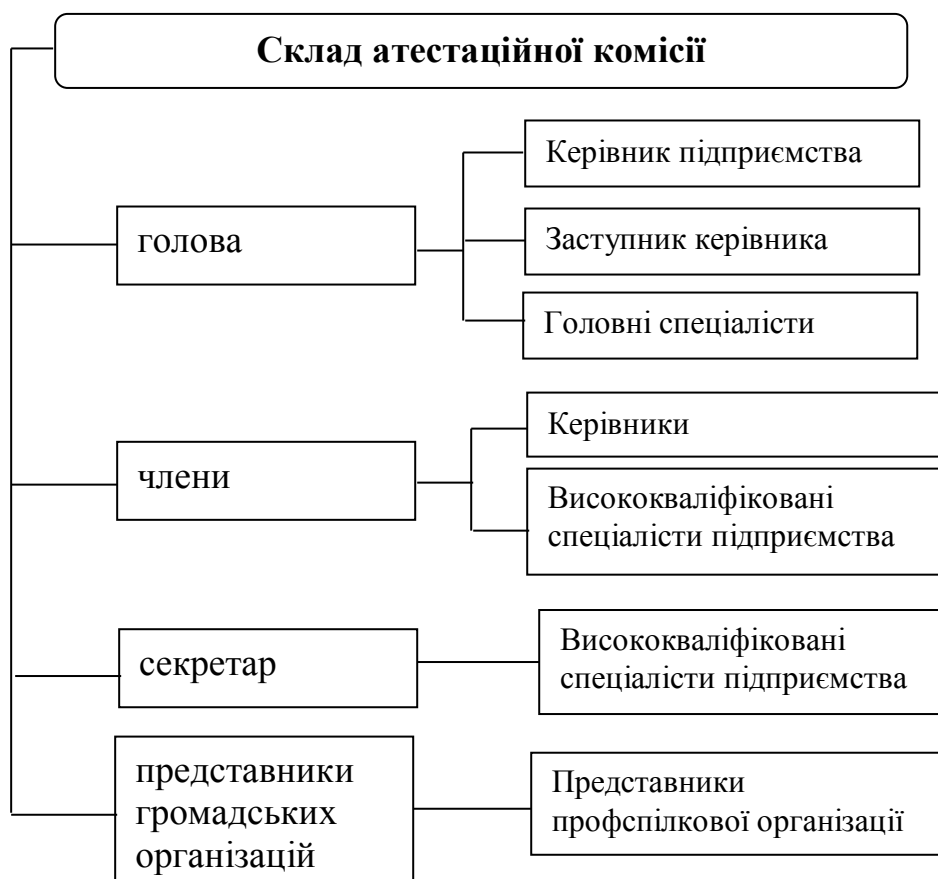 Склад атестаційної комісії
голова
Керівник підприємства
Заступник керівника
Головні спеціалісти
члени
Керівники
Висококваліфіковані
спеціалісти підприємства
секретар
Висококваліфіковані
спеціалісти підприємства
представники
громадських
організацій
Представники
профспілкової організації